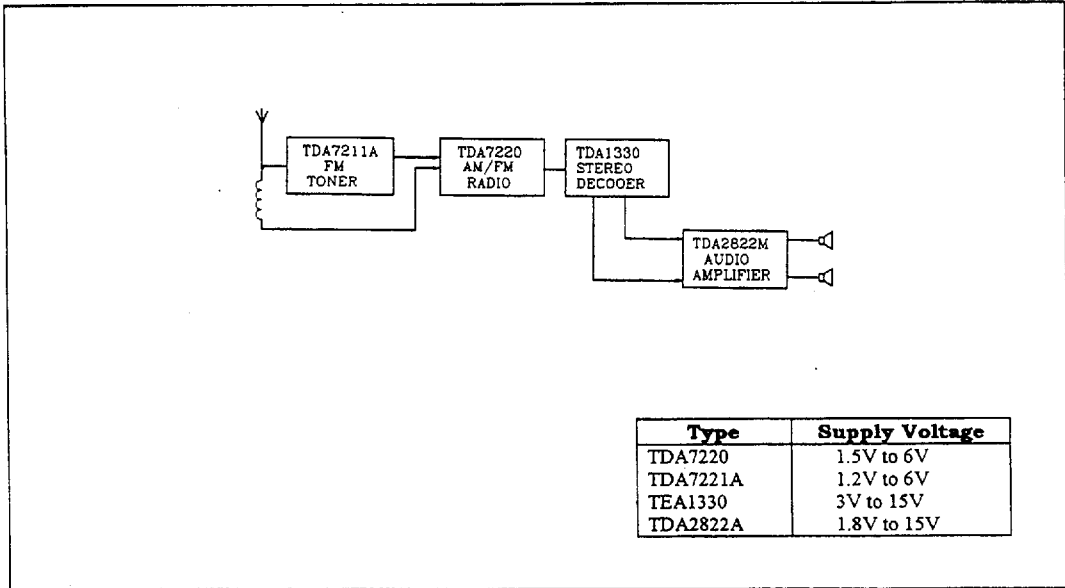 TDA7211A
FM
TONER
TDA7220
AM/FM
RADIO
TDA1330
STEREO
DECOOER
TDA2822M
AUDIO
AMPLIFIER
Type Supply Voltage
TDA7220 1.5V to 6V
TDA7221A 1.2V to 6V
TEA1330 3V to 15V
TDA2822A 1.8V to 15V